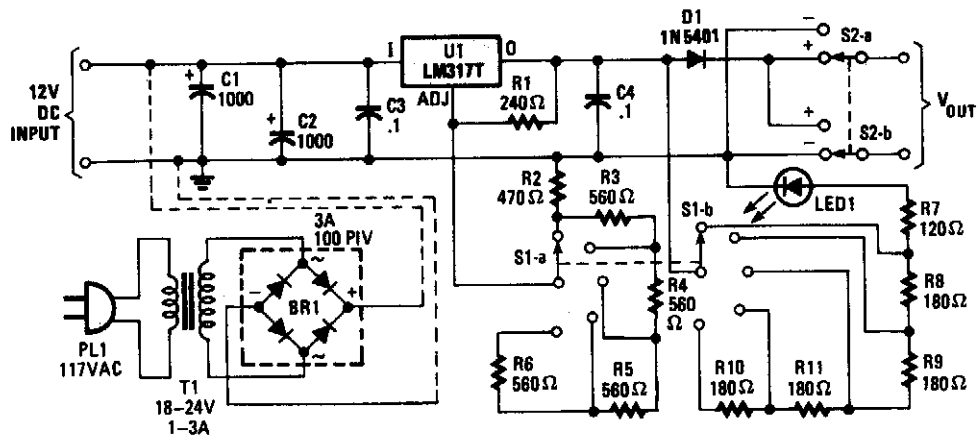 12V
DC
INPUT
+
C1
1000
+
C2
1000
C3
.1
I
U1
LM317T
O
ADJ
R1
240Ω
C4
.1
D1
1N5401
−
+
S2-a
+
−
S2-b
V OUT
R2
470Ω
R3
560Ω
S1-a
S1-b
LED1
R7
120Ω
R4
560
Ω
R8
180Ω
R9
180Ω
R6
560Ω
R5
560Ω
R10
180Ω
R11
180Ω
3A
100 PIV
~
−
BR1
+
~
PL1
117VAC
T1
18-24V
1-3A